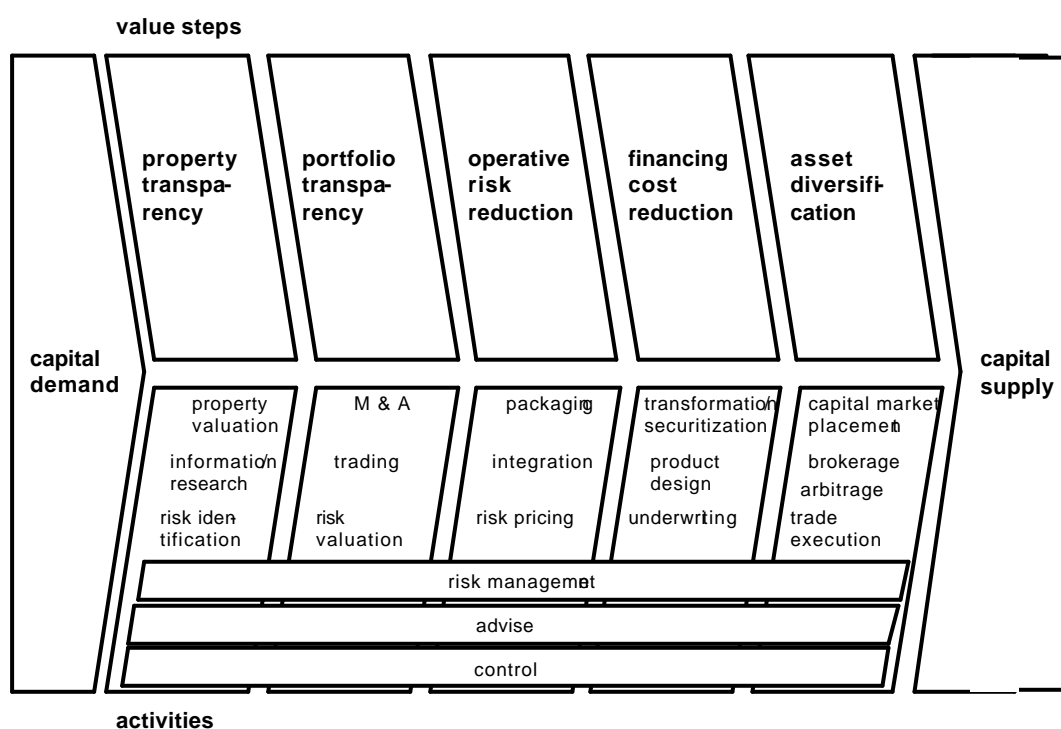 value steps
property
transpa-
rency
portfolio
transpa-
rency
operative
risk
reduction
financing
cost
reduction
asset
diversifi-
cation
capital
demand
capital
supply
property
valuation
information/
research
risk iden-
tification
M & A
trading
risk
valuation
packaging
integration
risk pricing
transformation/
securitization
product
design
underwriting
capital market
placement
brokerage
arbitrage
trade
execution
risk management
advise
control
activities